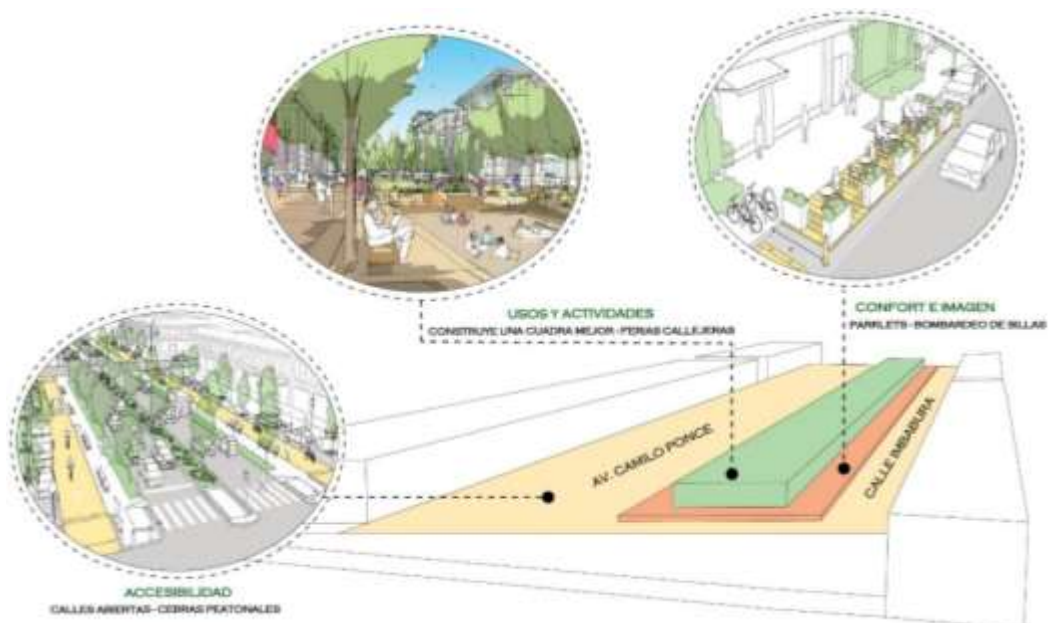 USOS Y ACTIVIDADES
CONSTRUYE UNA CUADRA MEJOR - FERIAS CALLEJERAS
CONFORT E IMAGEN
PARKLETS - BOMBARDEO DE SILLAS
AV. CAMILO PONCE
CALLE IMBABURA
ACCESIBILIDAD
CALLES ABIERTAS - CEBRAS PEATONALES